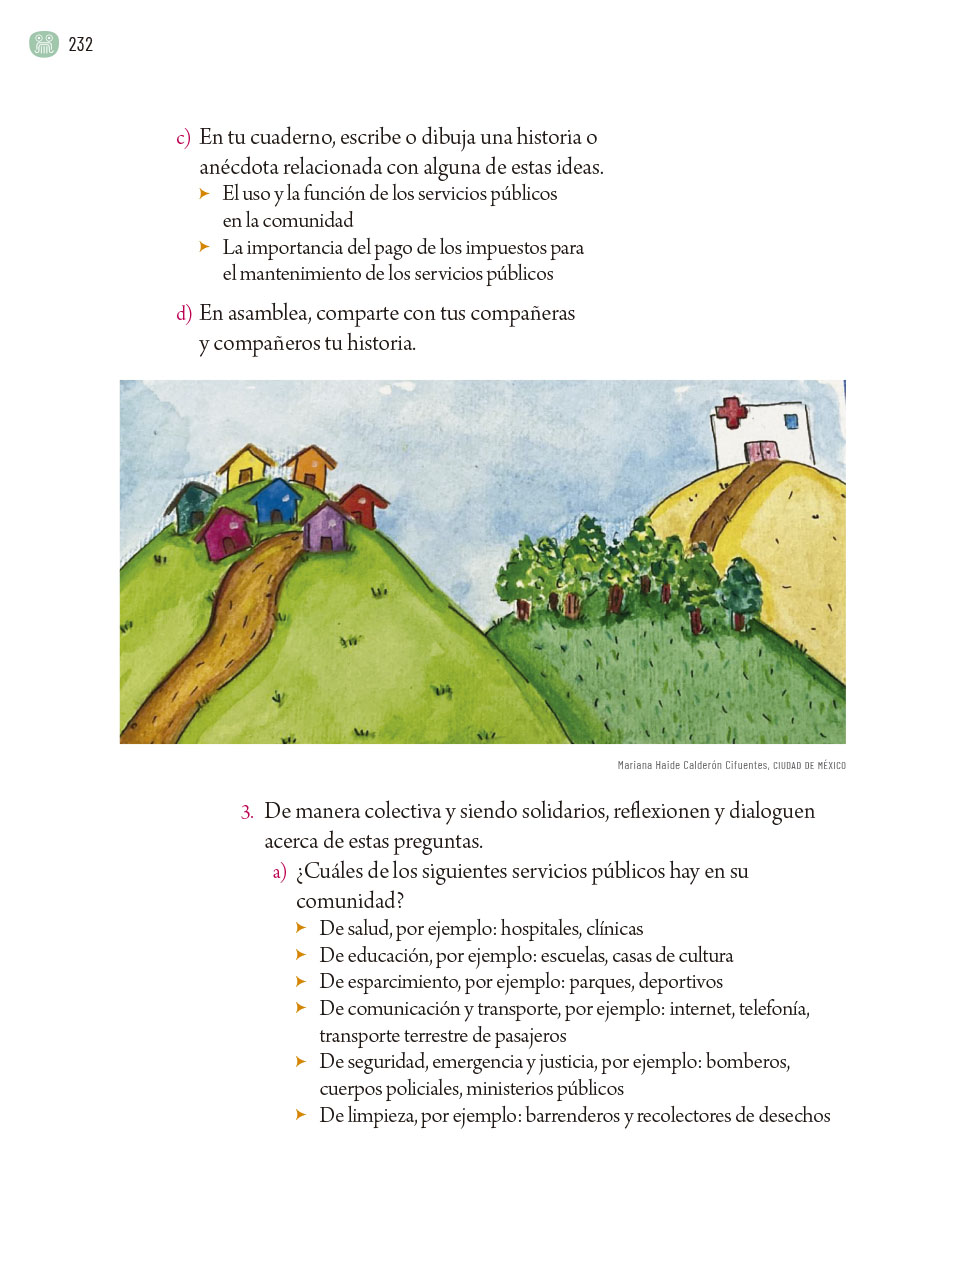 232
c) En tu cuaderno, escribe o dibuja una historia o
anécdota relacionada con alguna de estas ideas.
➤ El uso y la función de los servicios públicos
en la comunidad
➤ La importancia del pago de los impuestos para
el mantenimiento de los servicios públicos
d) En asamblea, comparte con tus compañeras
y compañeros tu historia.
Mariana Haide Calderón Cifuentes, CIUDAD DE MÉXICO
3. De manera colectiva y siendo solidarios, reflexionen y dialoguen
acerca de estas preguntas.
a) ¿Cuáles de los siguientes servicios públicos hay en su
comunidad?
➤ De salud, por ejemplo: hospitales, clínicas
➤ De educación, por ejemplo: escuelas, casas de cultura
➤ De esparcimiento, por ejemplo: parques, deportivos
➤ De comunicación y transporte, por ejemplo: internet, telefonía,
transporte terrestre de pasajeros
➤ De seguridad, emergencia y justicia, por ejemplo: bomberos,
cuerpos policiales, ministerios públicos
➤ De limpieza, por ejemplo: barrenderos y recolectores de desechos